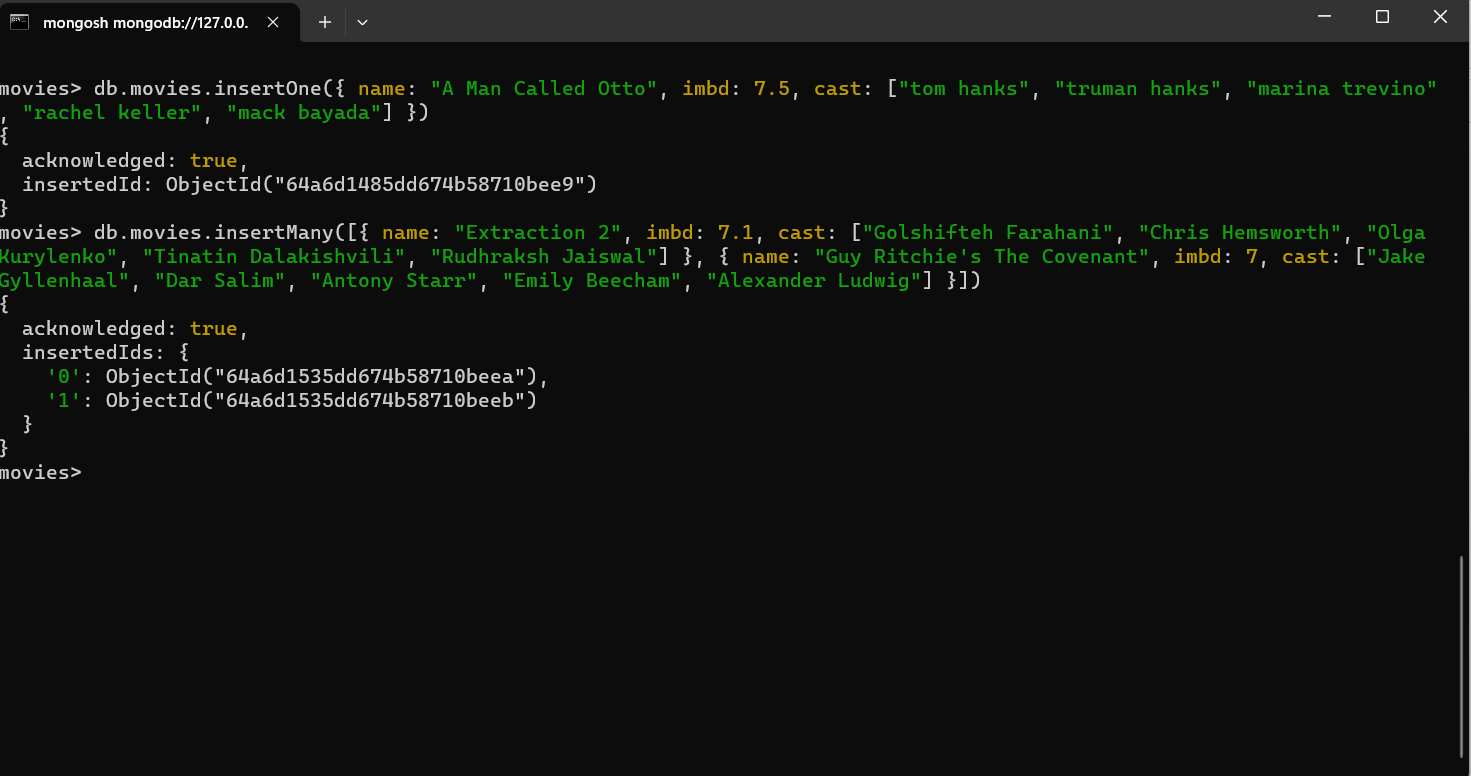 mongosh mongodb://127.0.0.
movies> db.movies.insertOne({ name: "A Man Called Otto", imbd: 7.5, cast: ["tom hanks", "truman hanks", "marina trevino"
, "rachel keller", "mack bayada"] })
{
  acknowledged: true,
  insertedId: ObjectId("64a6d1485dd674b58710bee9")
}
movies> db.movies.insertMany([{ name: "Extraction 2", imbd: 7.1, cast: ["Golshifteh Farahani", "Chris Hemsworth", "Olga
Kurylenko", "Tinatin Dalakishvili", "Rudhraksh Jaiswal"] }, { name: "Guy Ritchie's The Covenant", imbd: 7, cast: ["Jake
Gyllenhaal", "Dar Salim", "Antony Starr", "Emily Beecham", "Alexander Ludwig"] }])
{
  acknowledged: true,
  insertedIds: {
    '0': ObjectId("64a6d1535dd674b58710beea"),
    '1': ObjectId("64a6d1535dd674b58710beeb")
  }
}
movies>